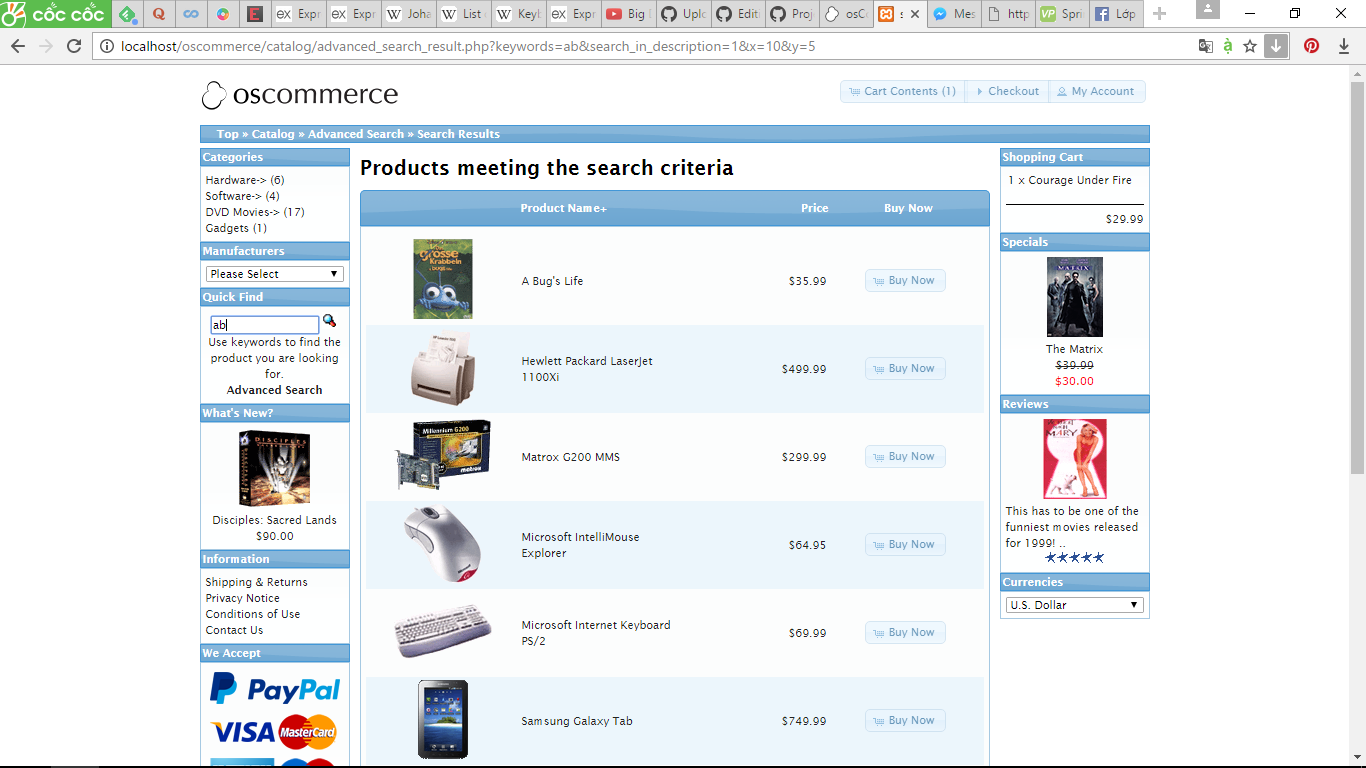 cốc cốc
Expr
Expr
Joha
List
Keyb
Expr
Big
Uplo
Edit
Proj
osCo
s
Mes
http
Sprin
Lớp
localhost/oscommerce/catalog/advanced_search_result.php?keywords=ab&search_in_description=1&x=10&y=5
oscommerce
Cart Contents (1) Checkout My Account
Top » Catalog » Advanced Search » Search Results
Categories
Hardware-> (6)
Software-> (4)
DVD Movies-> (17)
Gadgets (1)
Manufacturers
Please Select
Quick Find
ab
Use keywords to find the
product you are looking
for.
Advanced Search
What's New?
DISCIPLES
Disciples: Sacred Lands
$90.00
Information
Shipping & Returns
Privacy Notice
Conditions of Use
Contact Us
We Accept
PayPal
VISA MasterCard
Products meeting the search criteria
Product Name+ Price Buy Now
A Bug's Life $35.99 Buy Now
Hewlett Packard LaserJet
1100Xi $499.99 Buy Now
Millennium G200
matrox
Matrox G200 MMS $299.99 Buy Now
Microsoft IntelliMouse
Explorer $64.95 Buy Now
Microsoft Internet Keyboard
PS/2 $69.99 Buy Now
Samsung Galaxy Tab $749.99 Buy Now
Shopping Cart
1 x Courage Under Fire
$29.99
Specials
MATRIX
The Matrix
$39.99
$30.00
Reviews
MARY
This has to be one of the
funniest movies released
for 1999! ..
Currencies
U.S. Dollar